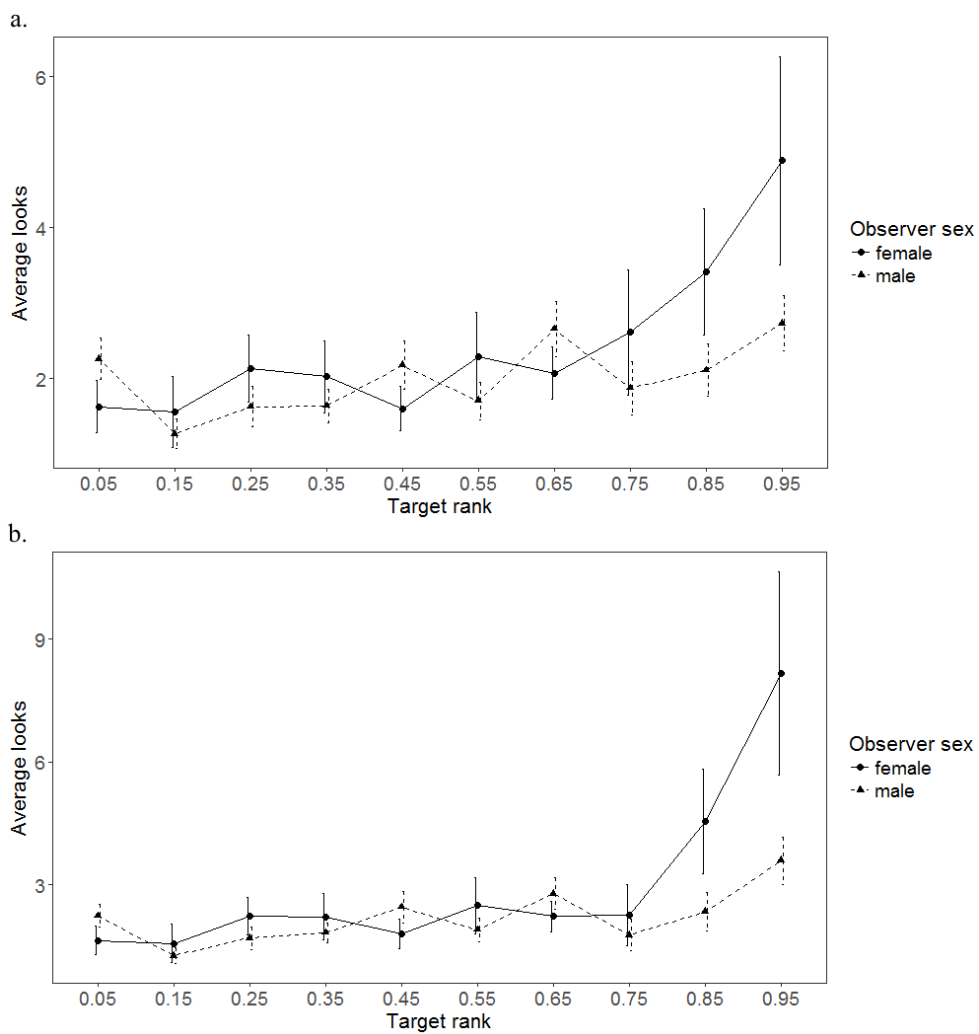 a.
6
4
2
Average looks
0.05 0.15 0.25 0.35 0.45 0.55 0.65 0.75 0.85 0.95
Target rank
Observer sex
female
male
b.
9
6
3
Average looks
0.05 0.15 0.25 0.35 0.45 0.55 0.65 0.75 0.85 0.95
Target rank
Observer sex
female
male